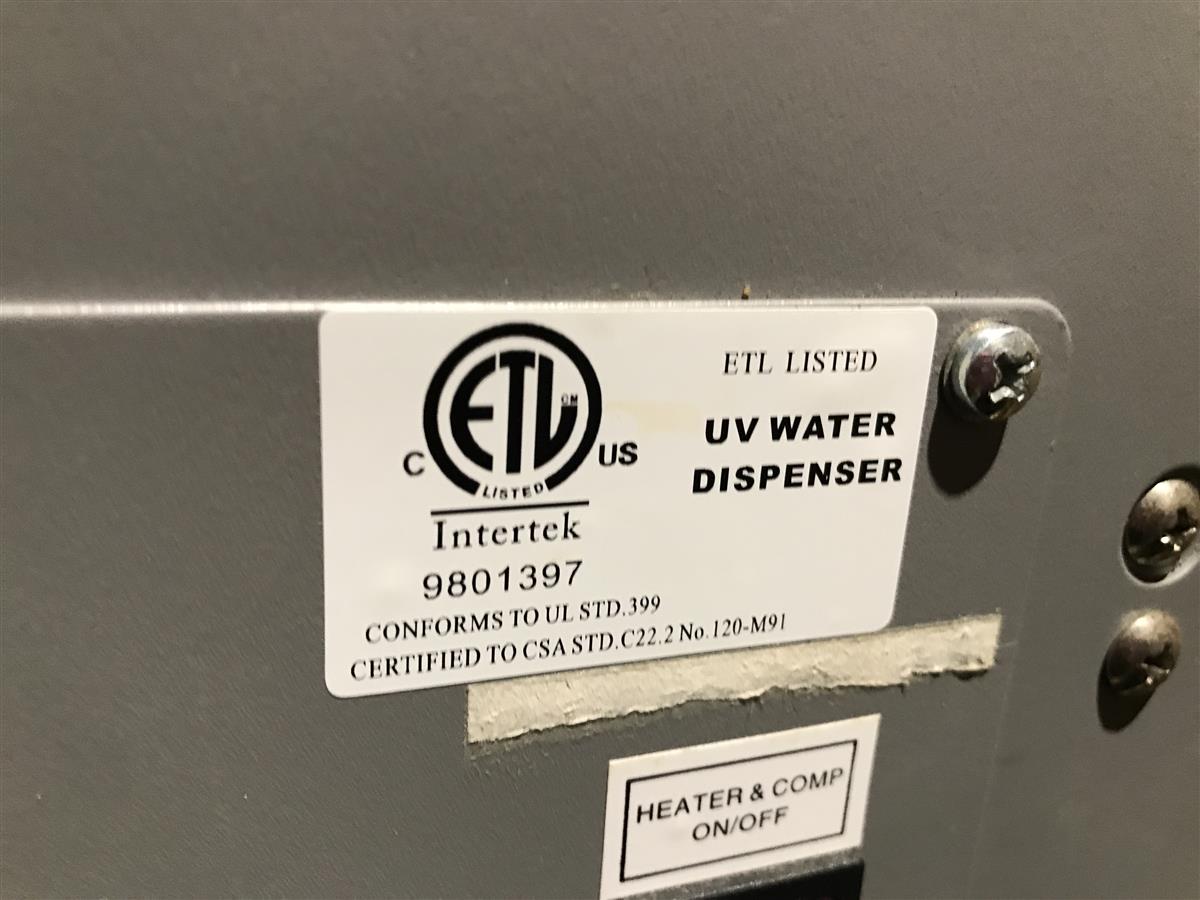 ETL CM
LISTED
C US
Intertek
9801397
ETL LISTED
UV WATER
DISPENSER
CONFORMS TO UL STD.399
CERTIFIED TO CSA STD.C22.2 No.120-M91
HEATER & COMP
ON/OFF